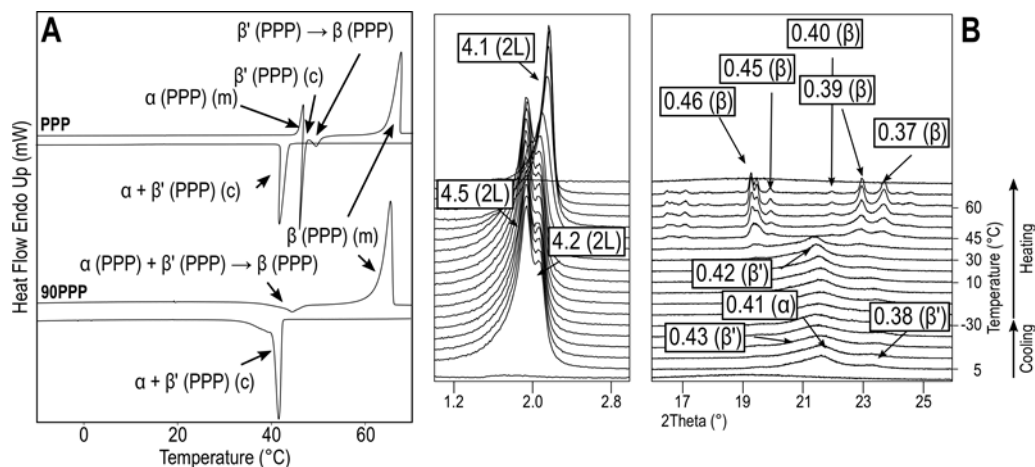 A
β' (PPP) → β (PPP)
β' (PPP) (c)
α (PPP) (m)
PPP
α + β' (PPP) (c)
β (PPP) (m)
α (PPP) + β' (PPP) → β (PPP)
90PPP
α + β' (PPP) (c)
Heat Flow Endo Up (mW)
0 20 40 60
Temperature (°C)
4.1 (2L)
4.5 (2L)
4.2 (2L)
1.2 2.0 2.8
B
0.40 (β)
0.45 (β)
0.39 (β)
0.46 (β)
0.37 (β)
0.42 (β')
0.41 (α)
0.43 (β')
0.38 (β')
17 19 21 23 25
2Theta (°)
60
45
30
10
-30
5
Temperature (°C)
Heating
Cooling